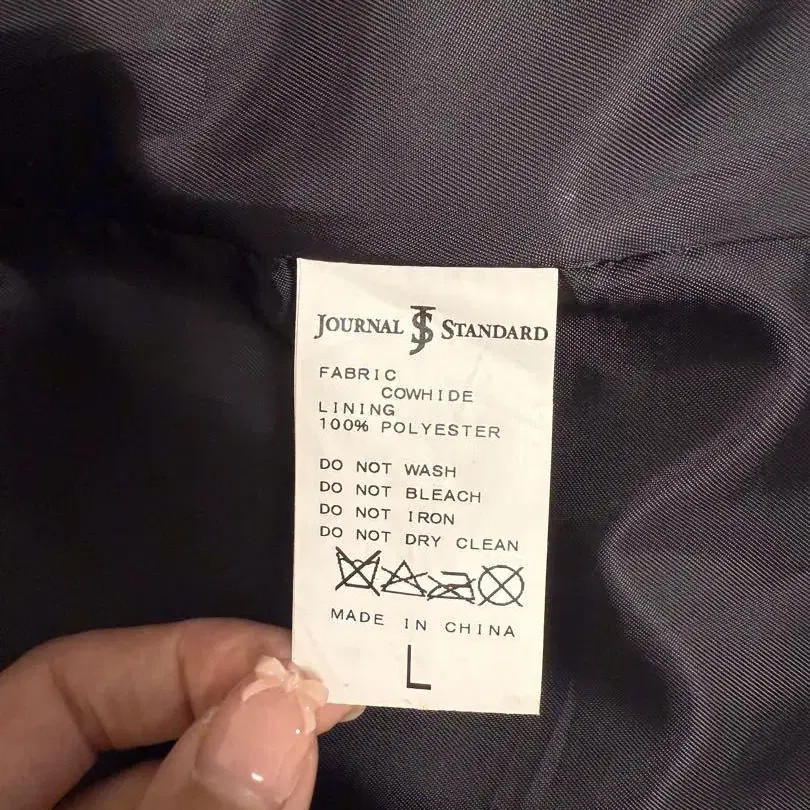 JOURNAL JS STANDARD
FABRIC
COWHIDE
LINING
100% POLYESTER
DO NOT WASH
DO NOT BLEACH
DO NOT IRON
DO NOT DRY CLEAN
MADE IN CHINA
L